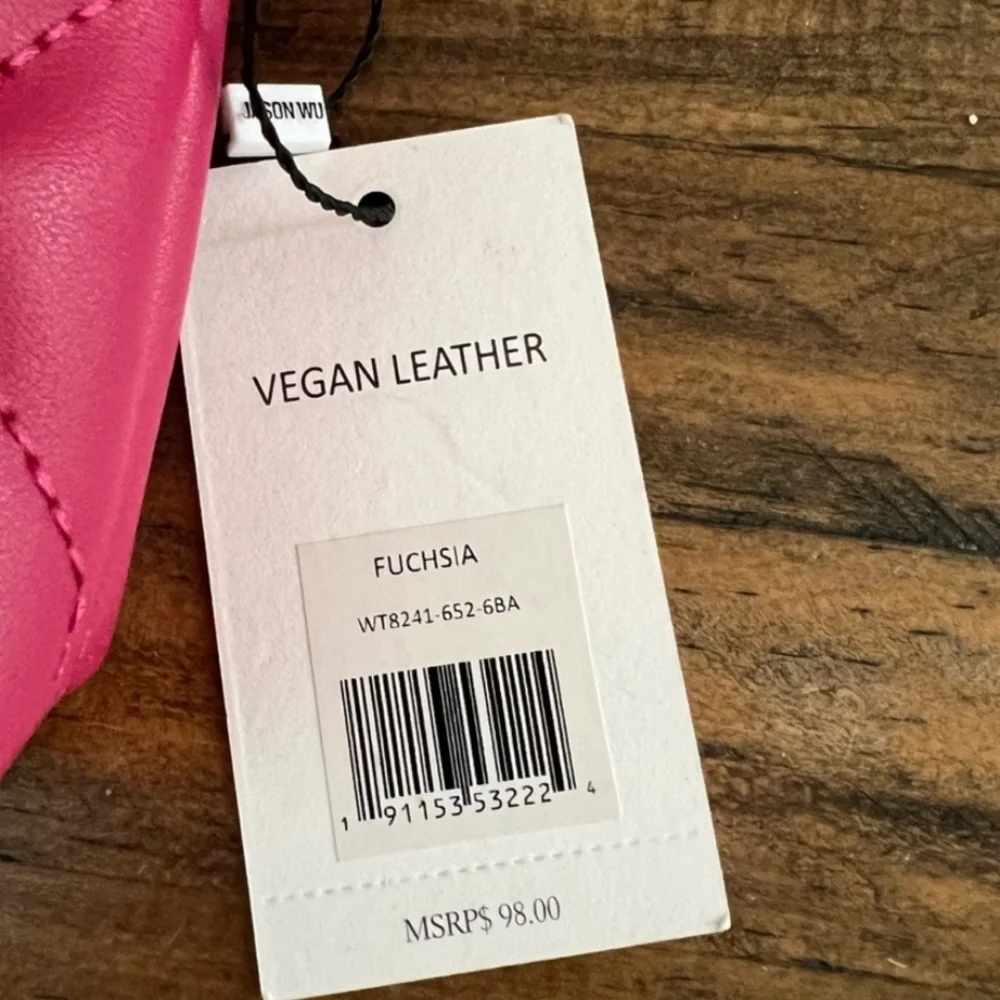 JASON WU
VEGAN LEATHER
FUCHSIA
WT8241-652-6BA
1 91153 53222 4
MSRP$ 98.00